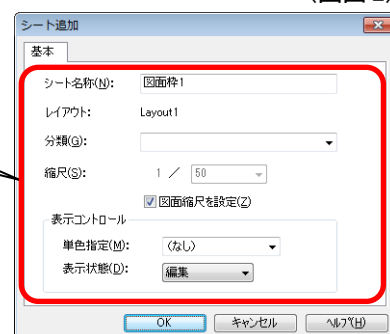 シート追加
基本
シート名称(N): 図面枠1
レイアウト: Layout1
分類(G):
縮尺(S): 1 / 50
図面縮尺を設定(Z)
表示コントロール
単色指定(M): (なし)
表示状態(D): 編集
OK キャンセル ヘルプ(H)